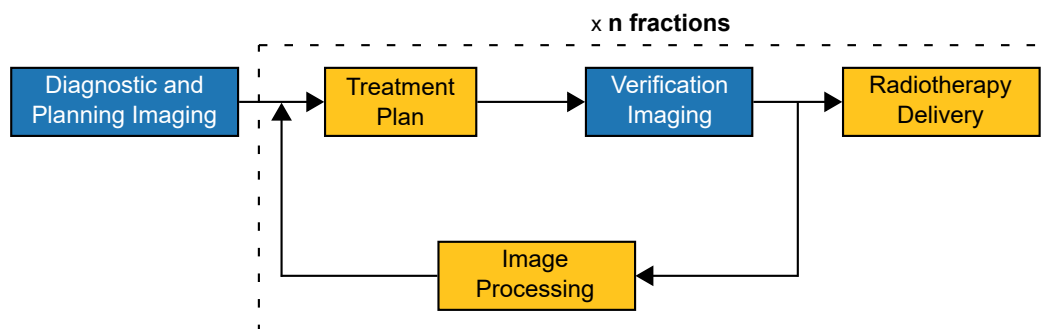 x n fractions
Diagnostic and
Planning Imaging
Treatment
Plan
Verification
Imaging
Radiotherapy
Delivery
Image
Processing